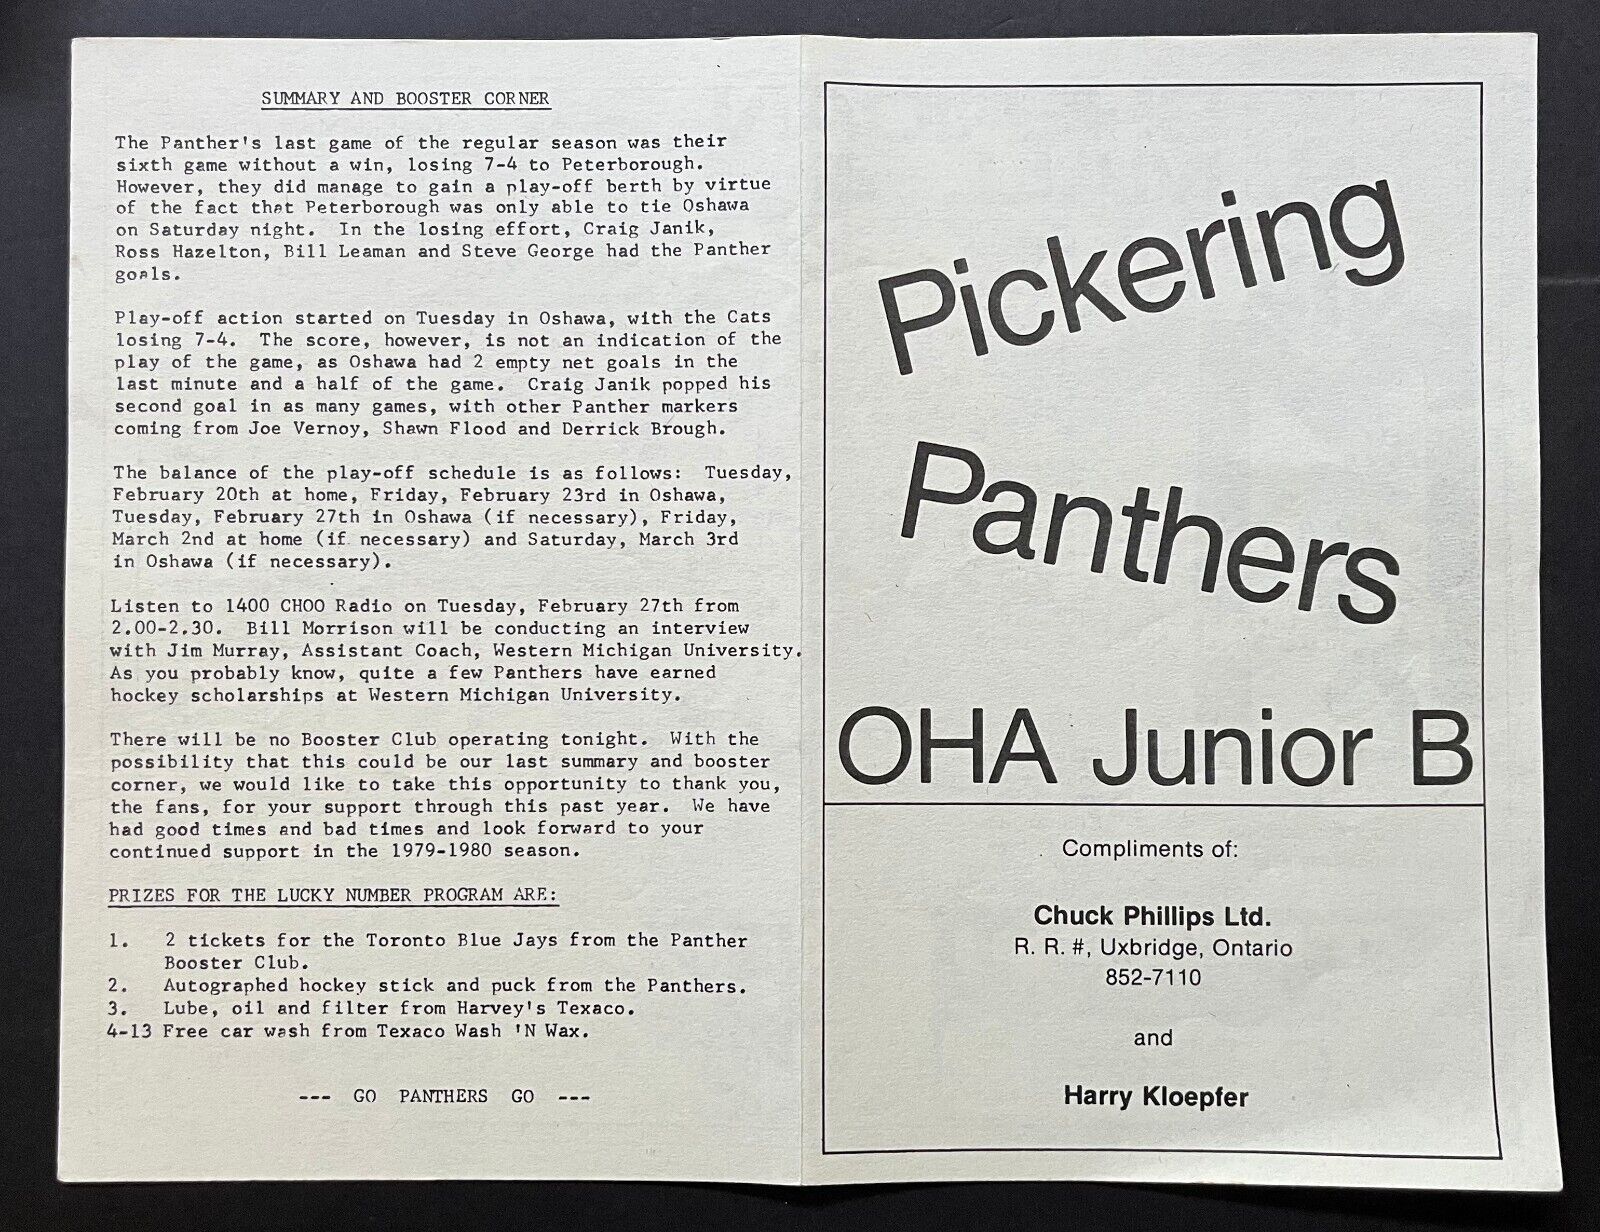 SUMMARY AND BOOSTER CORNER
The Panther's last game of the regular season was their
sixth game without a win, losing 7-4 to Peterborough.
However, they did manage to gain a play-off berth by virtue
of the fact that Peterborough was only able to tie Oshawa
on Saturday night. In the losing effort, Craig Janik,
Ross Hazelton, Bill Leaman and Steve George had the Panther
goals.
Play-off action started on Tuesday in Oshawa, with the Cats
losing 7-4. The score, however, is not an indication of the
play of the game, as Oshawa had 2 empty net goals in the
last minute and a half of the game. Craig Janik popped his
second goal in as many games, with other Panther markers
coming from Joe Vernoy, Shawn Flood and Derrick Brough.
The balance of the play-off schedule is as follows: Tuesday,
February 20th at home, Friday, February 23rd in Oshawa,
Tuesday, February 27th in Oshawa (if necessary), Friday,
March 2nd at home (if necessary) and Saturday, March 3rd
in Oshawa (if necessary).
Listen to 1400 CHOO Radio on Tuesday, February 27th from
2.00-2.30. Bill Morrison will be conducting an interview
with Jim Murray, Assistant Coach, Western Michigan University.
As you probably know, quite a few Panthers have earned
hockey scholarships at Western Michigan University.
There will be no Booster Club operating tonight. With the
possibility that this could be our last summary and booster
corner, we would like to take this opportunity to thank you,
the fans, for your support through this past year. We have
had good times and bad times and look forward to your
continued support in the 1979-1980 season.
PRIZES FOR THE LUCKY NUMBER PROGRAM ARE:
1. 2 tickets for the Toronto Blue Jays from the Panther
Booster Club.
2. Autographed hockey stick and puck from the Panthers.
3. Lube, oil and filter from Harvey's Texaco.
4-13 Free car wash from Texaco Wash 'N Wax.
--- GO PANTHERS GO ---
Pickering
Panthers
OHA Junior B
Compliments of:
Chuck Phillips Ltd.
R. R. #, Uxbridge, Ontario
852-7110
and
Harry Kloepfer